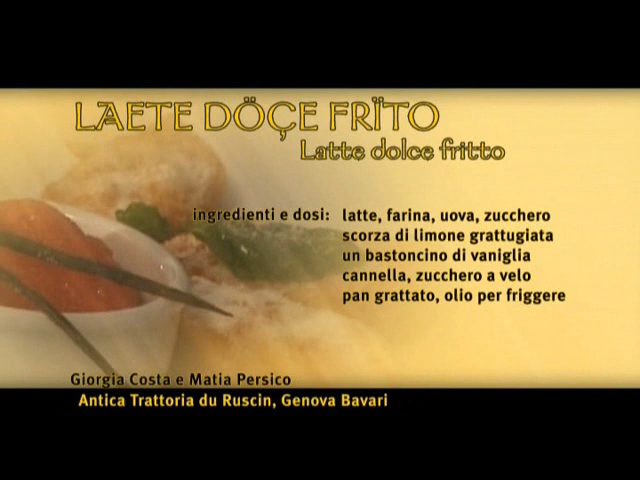 LAETE DÖÇE FRÏTO
Latte dolce fritto
ingredienti e dosi: latte, farina, uova, zucchero
scorza di limone grattugiata
un bastoncino di vaniglia
cannella, zucchero a velo
pan grattato, olio per friggere
Giorgia Costa e Matia Persico
Antica Trattoria du Ruscin, Genova Bavari